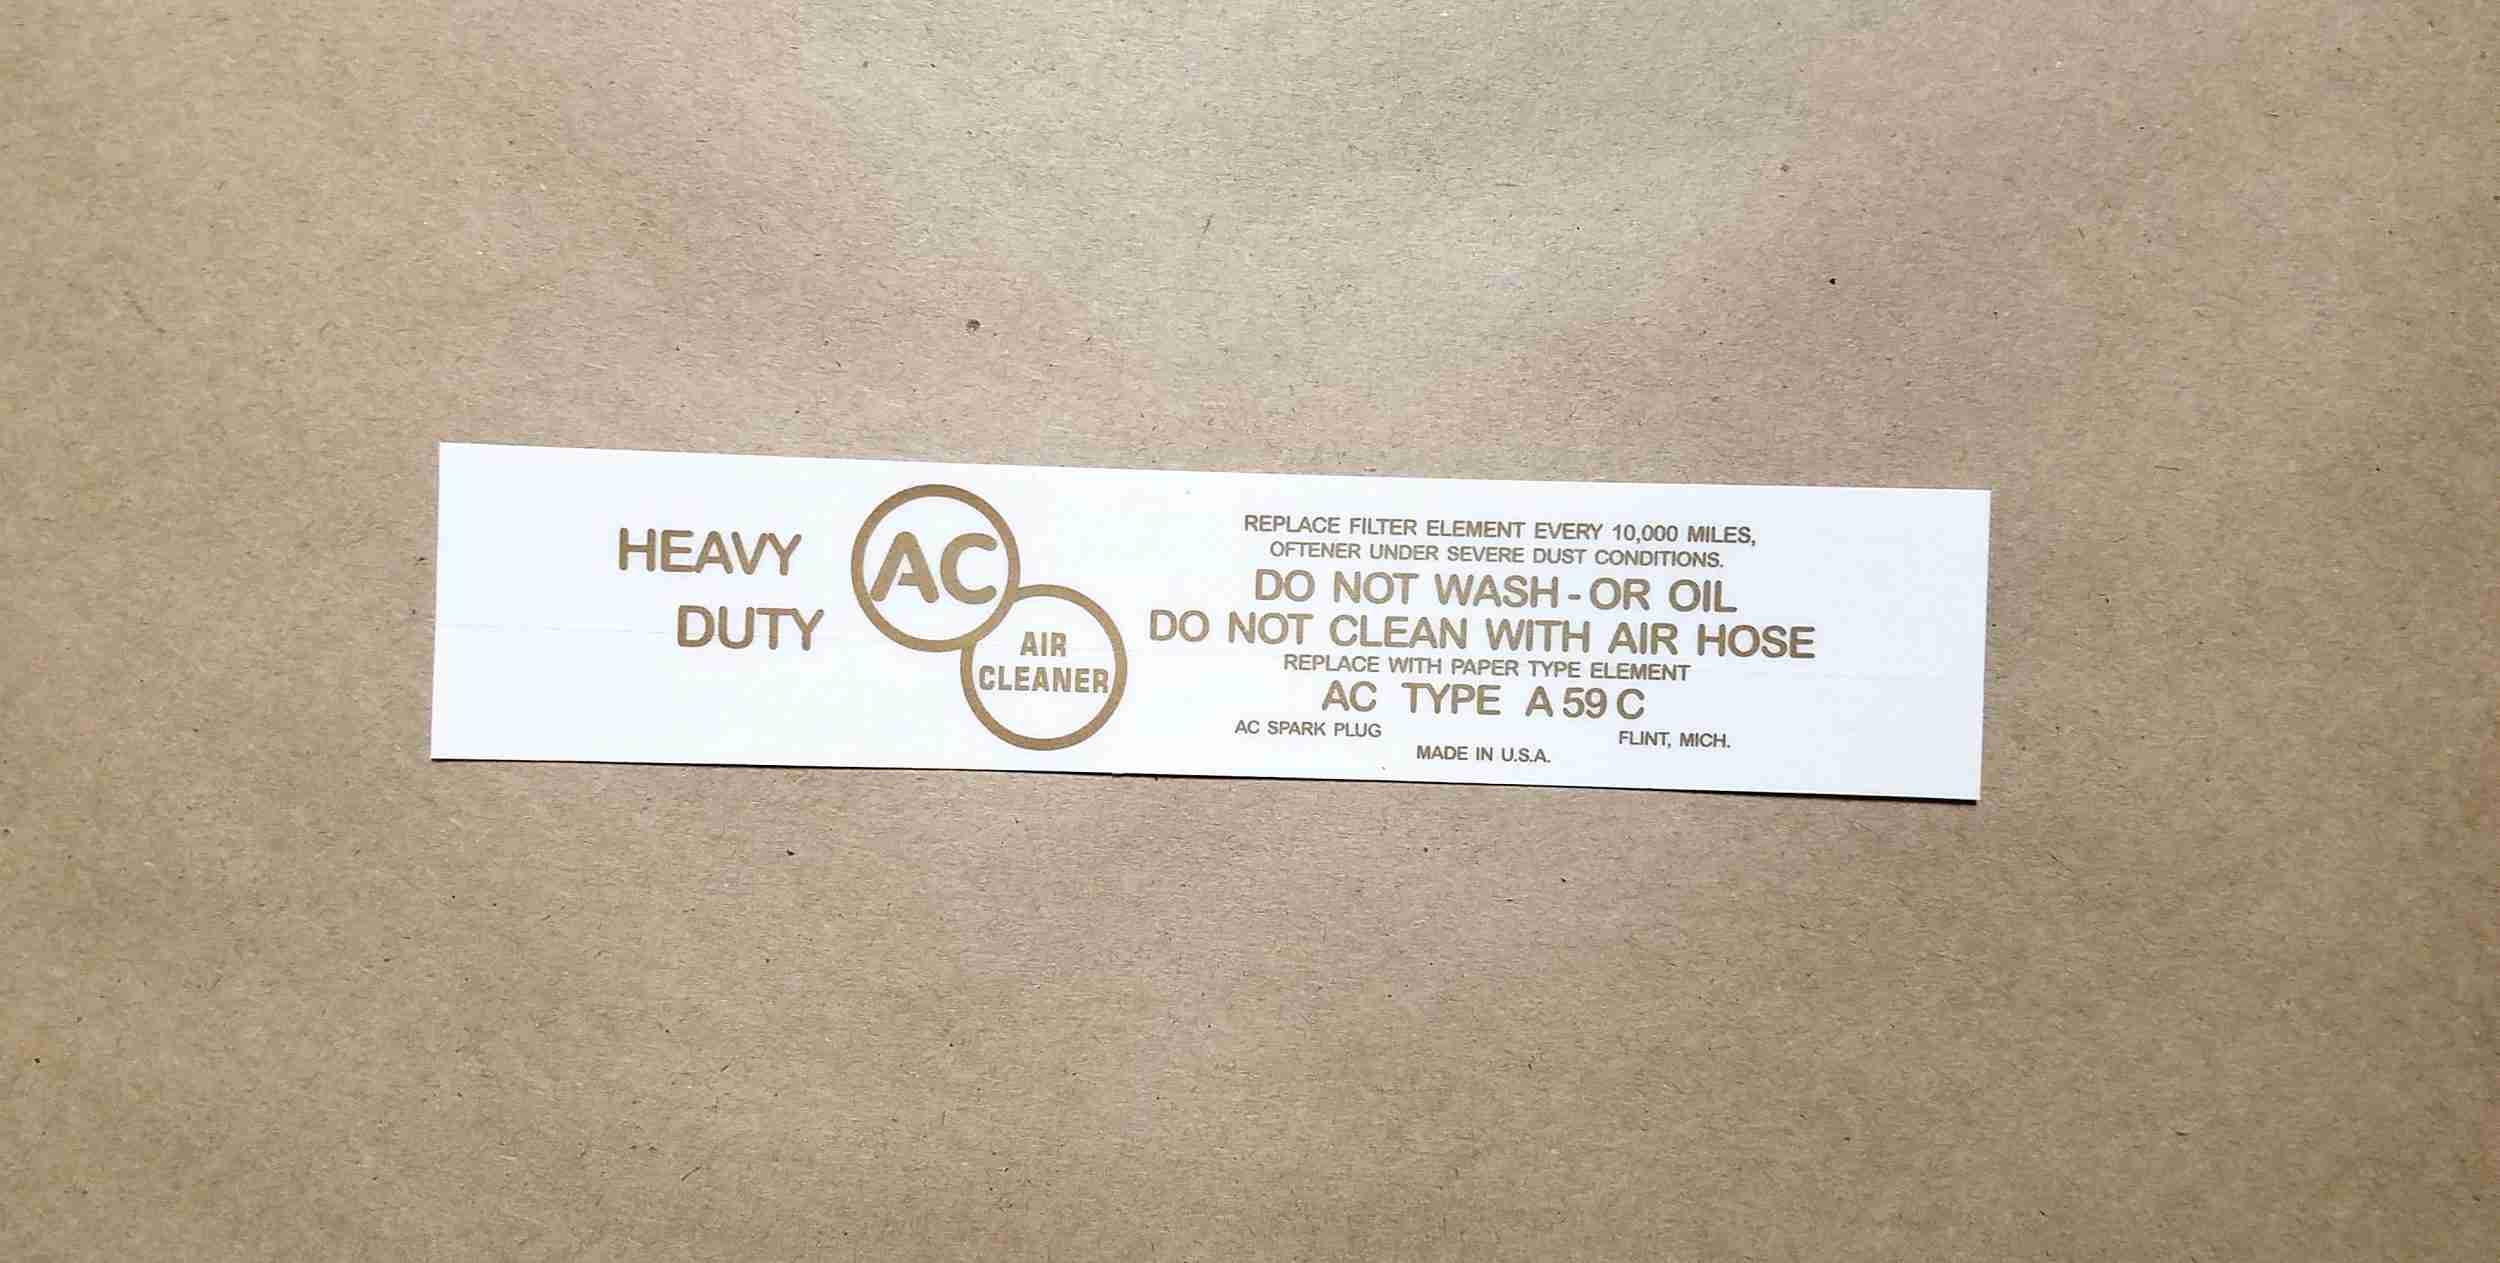 HEAVY
DUTY
AC
AIR
CLEANER
REPLACE FILTER ELEMENT EVERY 10,000 MILES,
OFTENER UNDER SEVERE DUST CONDITIONS.
DO NOT WASH - OR OIL
DO NOT CLEAN WITH AIR HOSE
REPLACE WITH PAPER TYPE ELEMENT
AC TYPE A 59 C
AC SPARK PLUG FLINT, MICH.
MADE IN U.S.A.